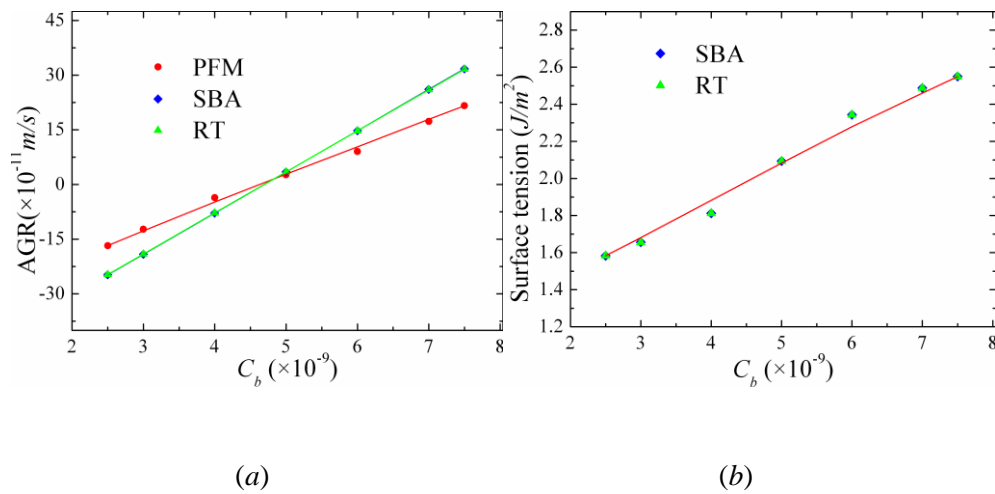 45
30
15
0
-15
-30
AGR(×10⁻¹¹m/s)
PFM
SBA
RT
2 3 4 5 6 7 8
C_b (×10⁻⁹)
2.8
2.6
2.4
2.2
2.0
1.8
1.6
1.4
1.2
Surface tension (J/m²)
SBA
RT
2 3 4 5 6 7 8
C_b (×10⁻⁹)
(a) (b)